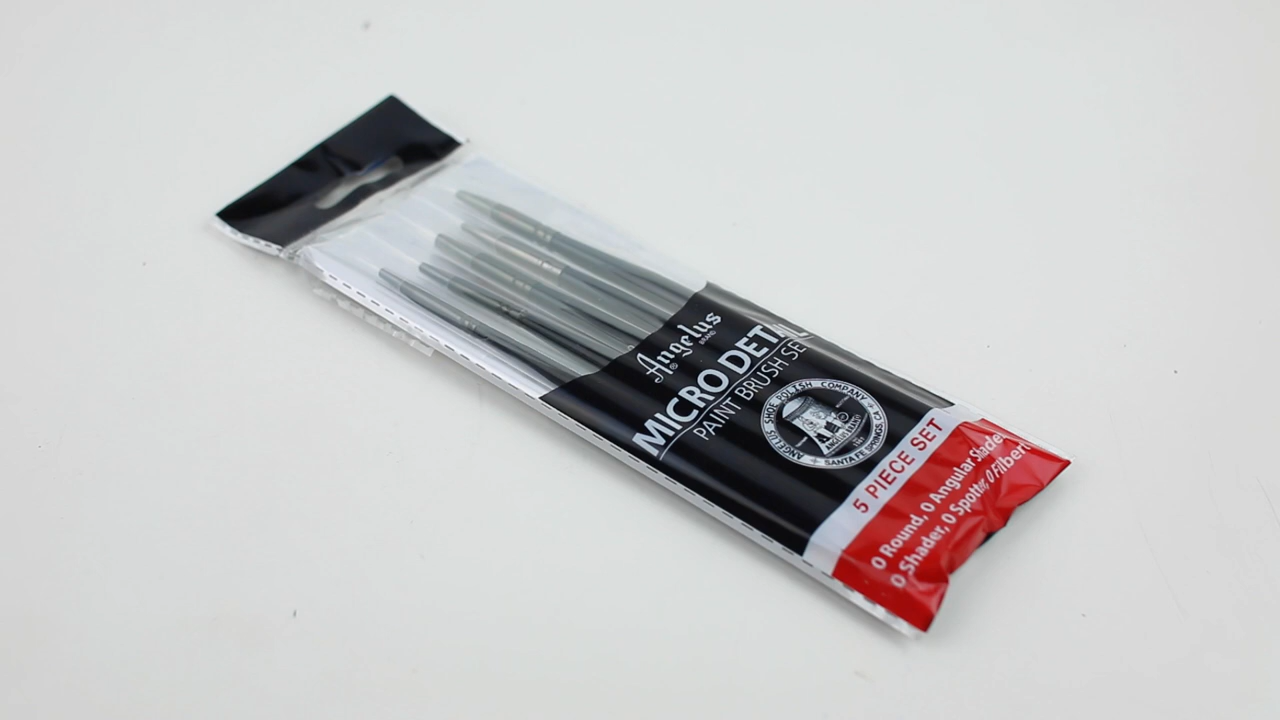 Angelus®
BRAND
MICRO DETAIL
PAINT BRUSH SET
ANGELUS SHOE POLISH COMPANY
SANTA FE SPRINGS, CA
5 PIECE SET
0 Round, 0 Angular Shader
0 Shader, 0 Spotter, 0 Filbert